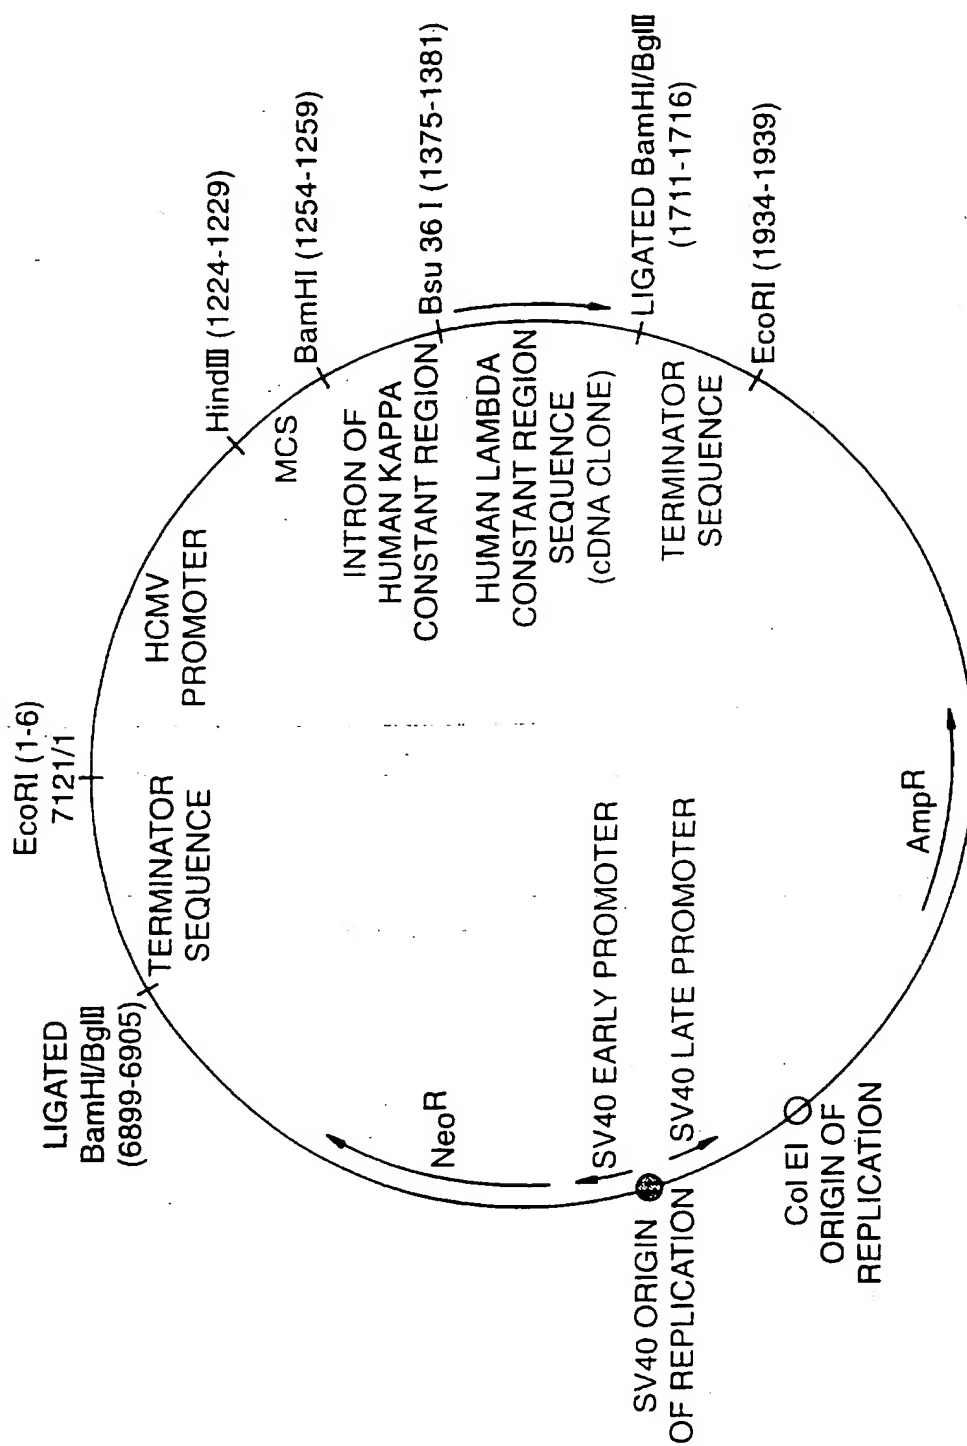 EcoRI (1-6)
7121/1
HindⅢ (1224-1229)
BamHI (1254-1259)
Bsu 36 I (1375-1381)
LIGATED BamHI/BglⅡ
(1711-1716)
EcoRI (1934-1939)
LIGATED
BamHI/BglⅡ
(6899-6905)
TERMINATOR
SEQUENCE
HCMV
PROMOTER
MCS
INTRON OF
HUMAN KAPPA
CONSTANT REGION
HUMAN LAMBDA
CONSTANT REGION
SEQUENCE
(cDNA CLONE)
TERMINATOR
SEQUENCE
NeoR
SV40 EARLY PROMOTER
SV40 LATE PROMOTER
SV40 ORIGIN
OF REPLICATION
Col EI
ORIGIN OF
REPLICATION
AmpR